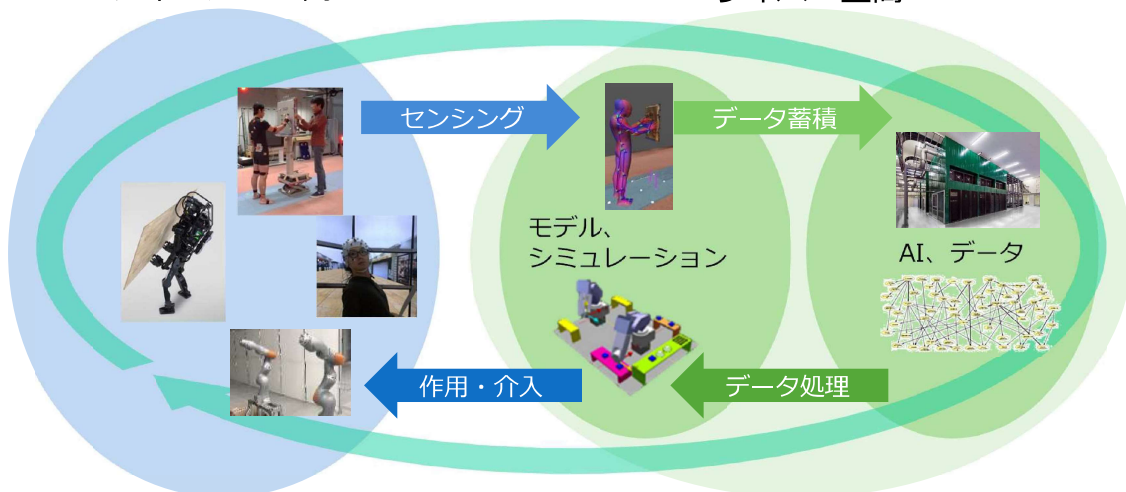 センシング
データ蓄積
モデル、
シミュレーション
AI、データ
作用・介入
データ処理